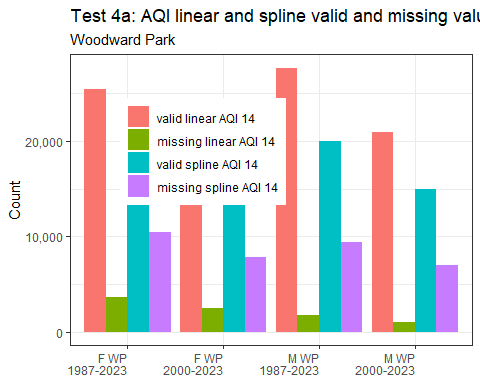 Test 4a: AQI linear and spline valid and missing valu
Woodward Park
valid linear AQI 14
missing linear AQI 14
valid spline AQI 14
missing spline AQI 14
20,000
10,000
0
Count
F WP
1987-2023
F WP
2000-2023
M WP
1987-2023
M WP
2000-2023